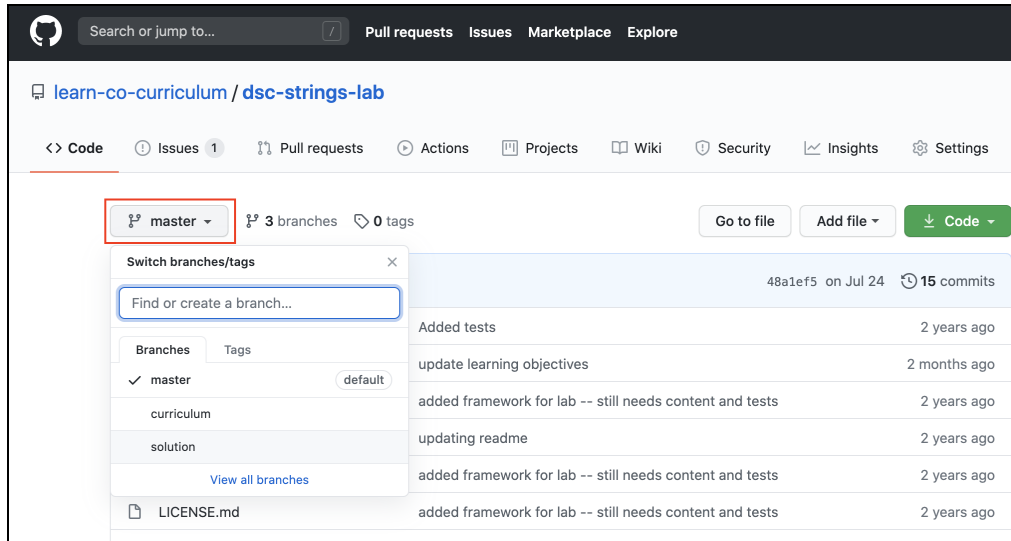 Search or jump to... / Pull requests Issues Marketplace Explore
learn-co-curriculum / dsc-strings-lab
<> Code Issues 1 Pull requests Actions Projects Wiki Security Insights Settings
master 3 branches 0 tags Go to file Add file Code
Switch branches/tags
48a1ef5 on Jul 24 15 commits
Find or create a branch...
Added tests 2 years ago
Branches Tags
update learning objectives 2 months ago
master default
added framework for lab -- still needs content and tests 2 years ago
curriculum
updating readme 2 years ago
solution
added framework for lab -- still needs content and tests 2 years ago
View all branches
LICENSE.md added framework for lab -- still needs content and tests 2 years ago